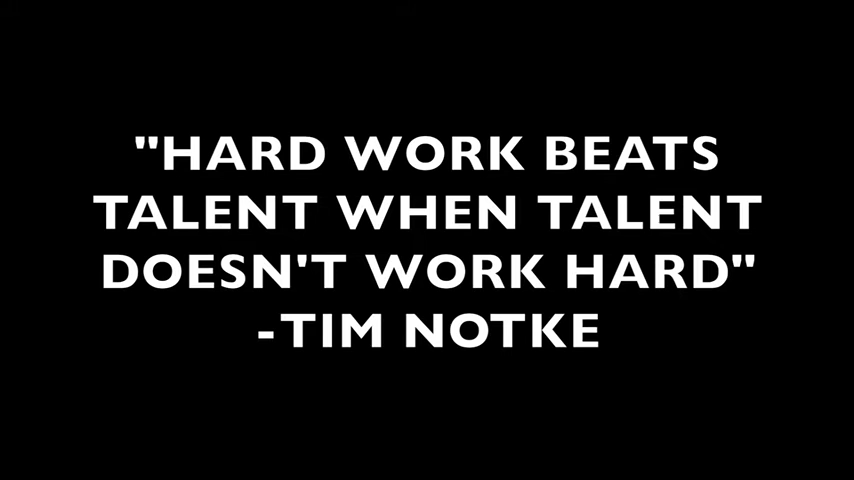 "HARD WORK BEATS
TALENT WHEN TALENT
DOESN'T WORK HARD"
-TIM NOTKE